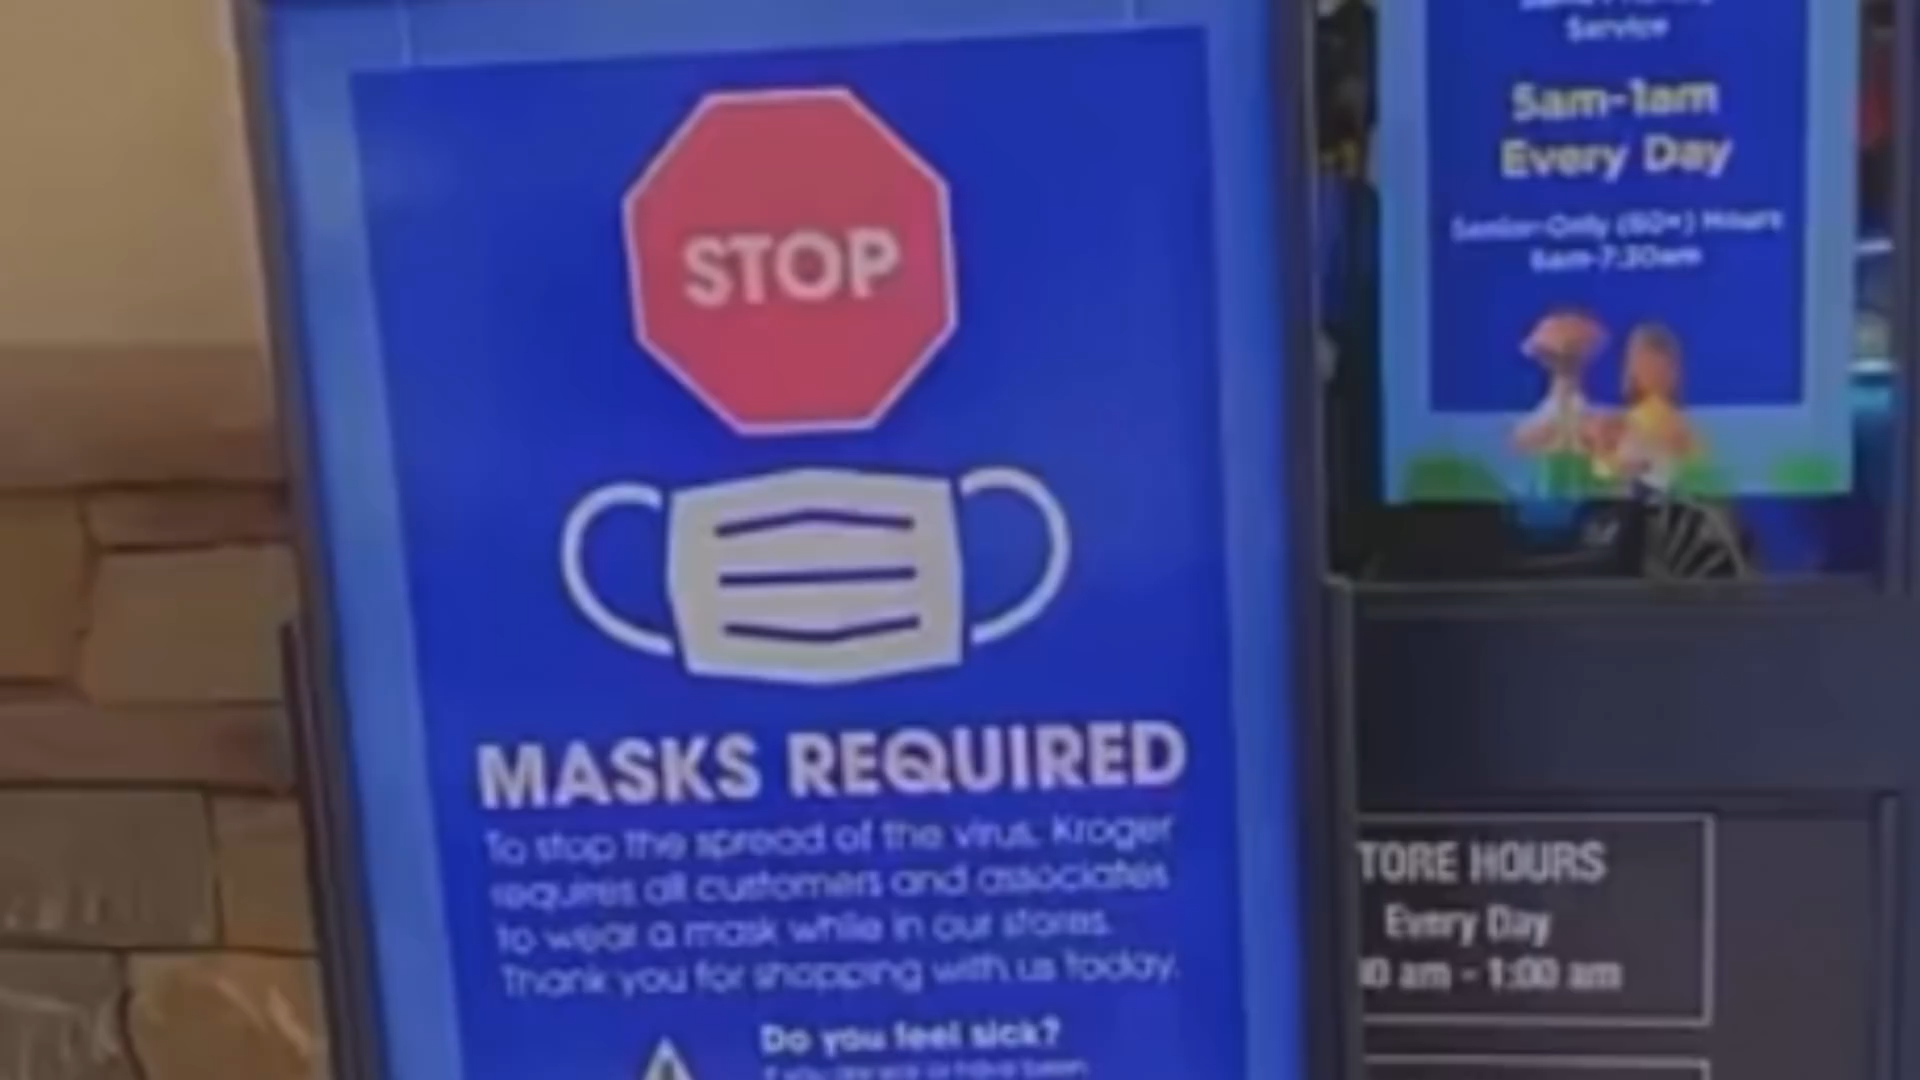 STOP
MASKS REQUIRED
To stop the spread of the virus, Kroger
requires all customers and associates
to wear a mask while in our stores.
Thank you for shopping with us today.
Do you feel sick?
Service
5am-1am
Every Day
Senior-Only (60+) Hours
6am-7:30am
TORE HOURS
Every Day
00 am - 1:00 am